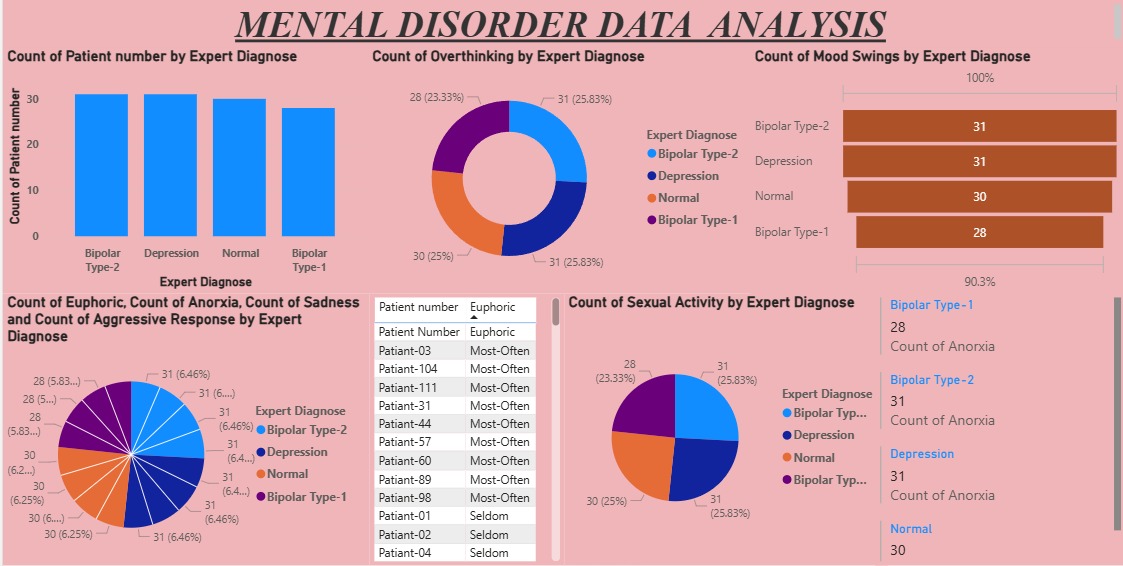 MENTAL DISORDER DATA ANALYSIS
Count of Patient number by Expert Diagnose
Count of Patient number
30
20
10
0
Bipolar
Type-2
Depression
Normal
Bipolar
Type-1
Expert Diagnose
Count of Overthinking by Expert Diagnose
28 (23.33%)
31 (25.83%)
30 (25%)
31 (25.83%)
Expert Diagnose
Bipolar Type-2
Depression
Normal
Bipolar Type-1
Count of Mood Swings by Expert Diagnose
100%
Bipolar Type-2 31
Depression 31
Normal 30
Bipolar Type-1 28
90.3%
Count of Euphoric, Count of Anorxia, Count of Sadness
and Count of Aggressive Response by Expert
Diagnose
31 (6.46%)
31 (6....)
31
(6.46%)
31
(6.4...)
31
(6.4...)
31
(6.46%)
31 (6.46%)
30 (6.25%)
30 (6....)
30
(6.25%)
30
(6.2...)
28
(5.83...)
28 (5...)
28 (5.83...)
Expert Diagnose
Bipolar Type-2
Depression
Normal
Bipolar Type-1
Patient number Euphoric
Patient Number Euphoric
Patiant-03 Most-Often
Patiant-104 Most-Often
Patiant-111 Most-Often
Patiant-31 Most-Often
Patiant-44 Most-Often
Patiant-57 Most-Often
Patiant-60 Most-Often
Patiant-89 Most-Often
Patiant-98 Most-Often
Patiant-01 Seldom
Patiant-02 Seldom
Patiant-04 Seldom
Count of Sexual Activity by Expert Diagnose
28
(23.33%)
31
(25.83%)
30 (25%)
31
(25.83%)
Expert Diagnose
Bipolar Typ...
Depression
Normal
Bipolar Typ...
Bipolar Type-1
28
Count of Anorxia
Bipolar Type-2
31
Count of Anorxia
Depression
31
Count of Anorxia
Normal
30